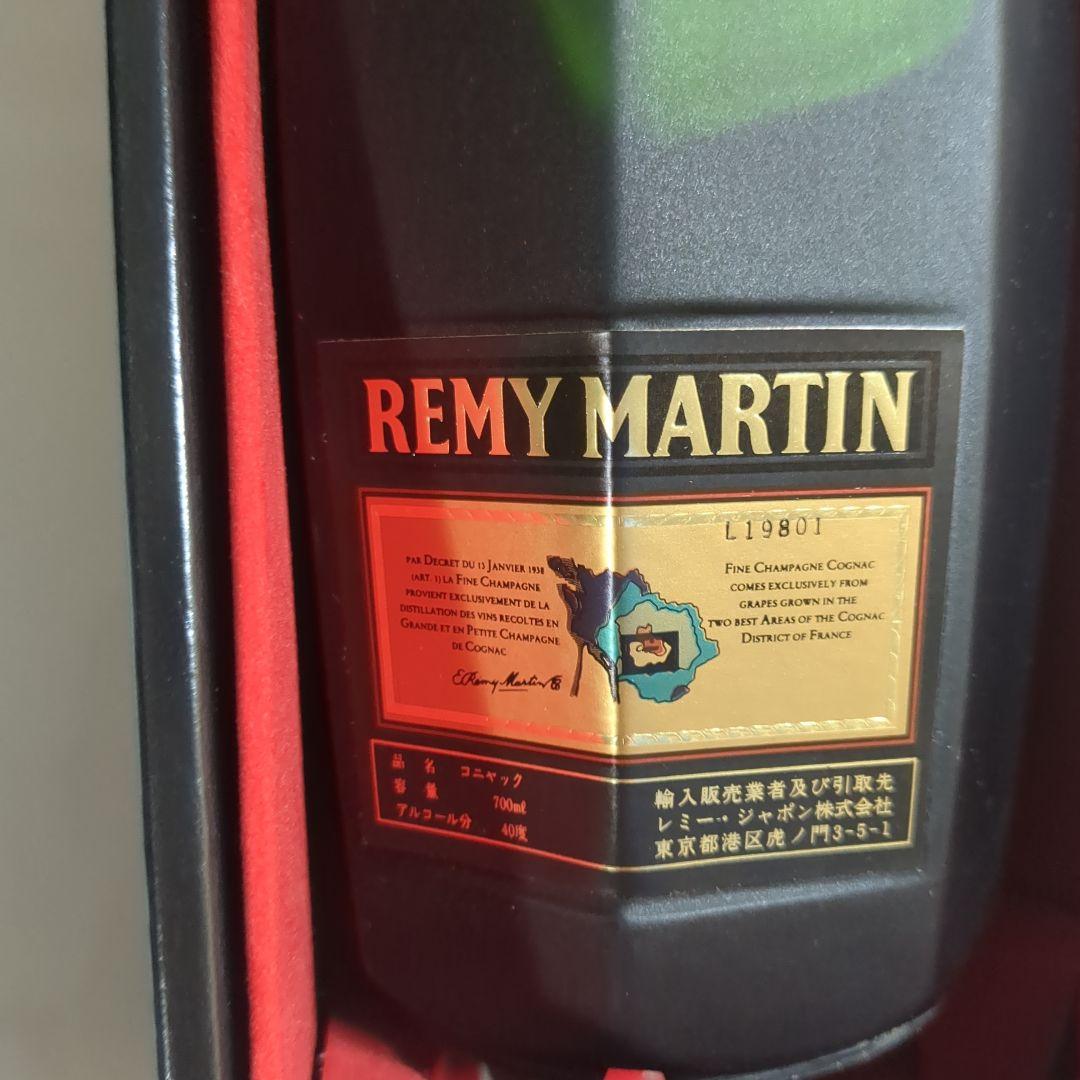 REMY MARTIN
L19801
PAR DECRET DU 13 JANVIER 1938
(ART. 1) LA FINE CHAMPAGNE
PROVIENT EXCLUSIVEMENT DE LA
DISTILLATION DES VINS RECOLTES EN
GRANDE ET EN PETITE CHAMPAGNE
DE COGNAC
E. Remy Martin
FINE CHAMPAGNE COGNAC
COMES EXCLUSIVELY FROM
GRAPES GROWN IN THE
TWO BEST AREAS OF THE COGNAC
DISTRICT OF FRANCE
品名 コニャック
容量 700ml
アルコール分 40度
輸入販売業者及び引取先
レミー・ジャポン株式会社
東京都港区虎ノ門3-5-1